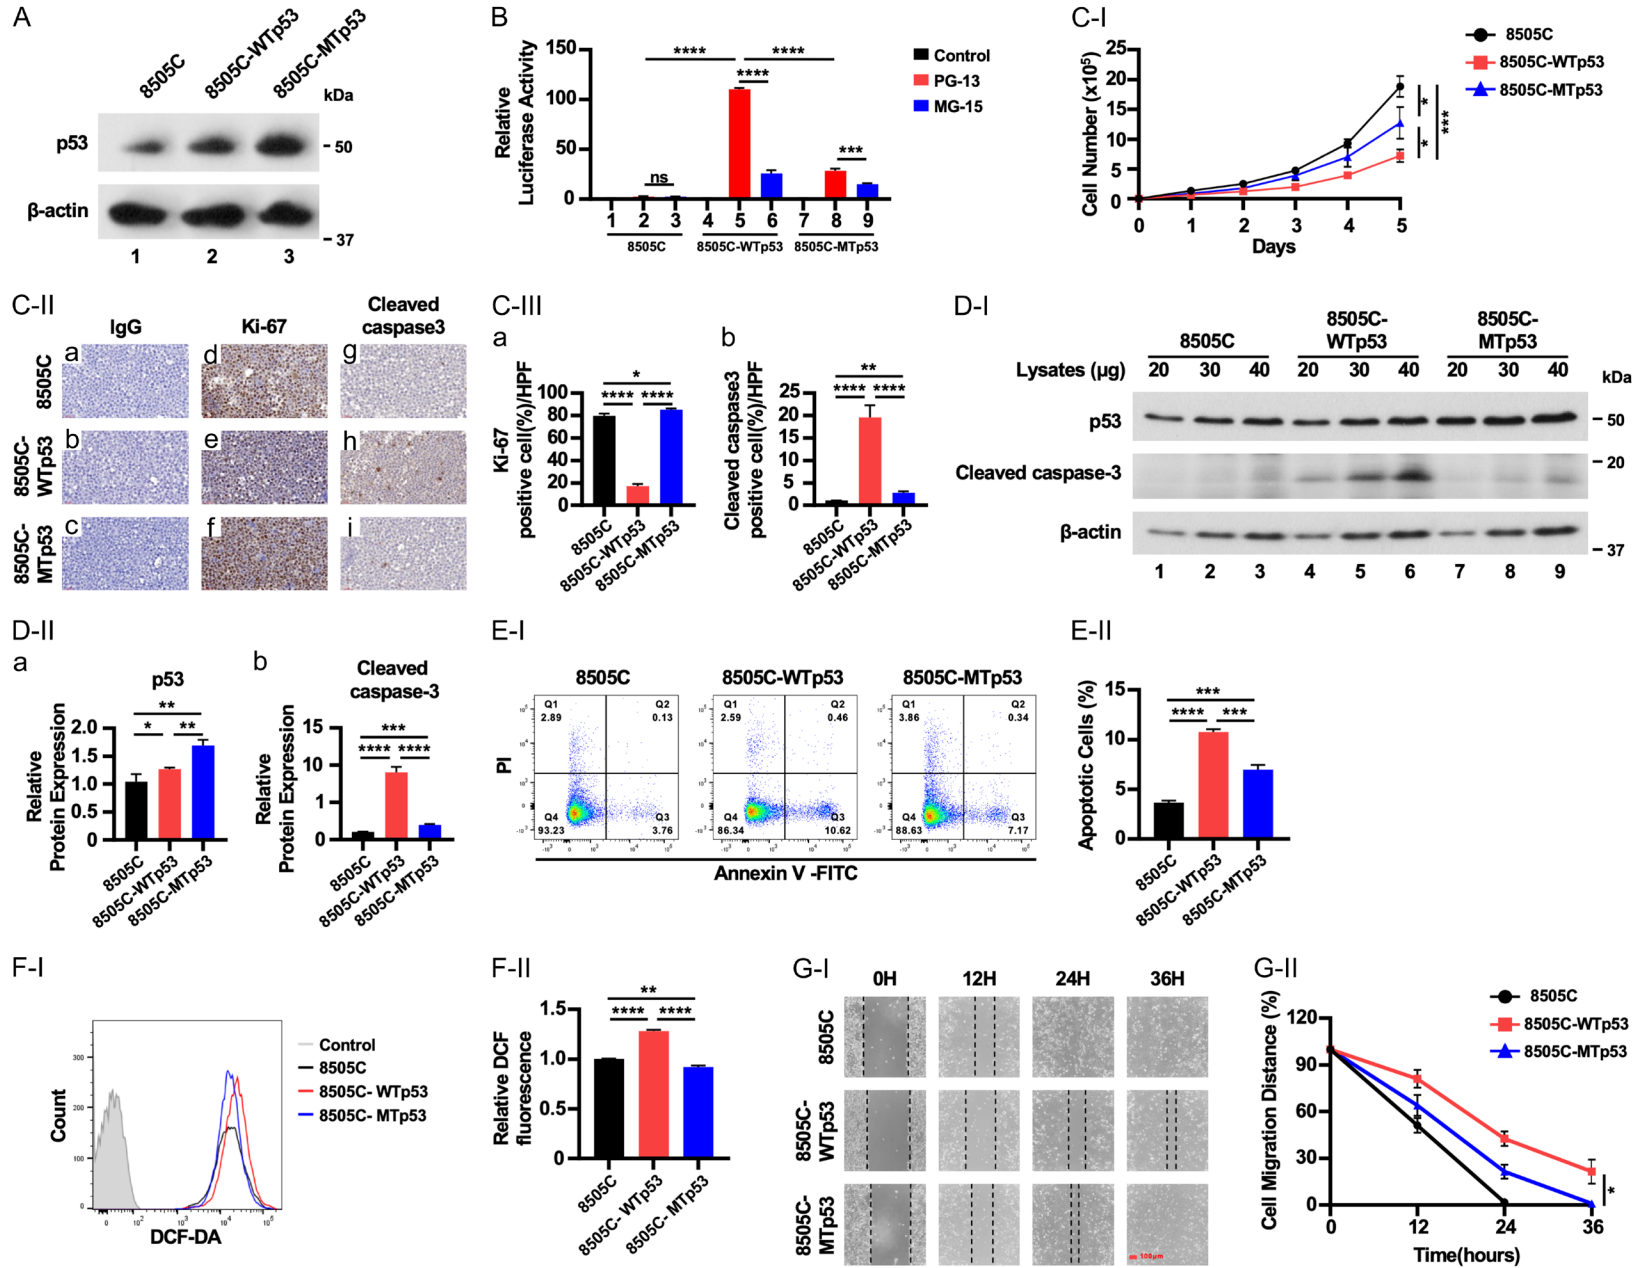 A
8505C
8505C-WTp53
8505C-MTp53
kDa
p53
50
β-actin
37
1 2 3
B
Relative
Luciferase Activity
150
100
50
0
****
****
****
***
ns
Control
PG-13
MG-15
1 2 3 4 5 6 7 8 9
8505C 8505C-WTp53 8505C-MTp53
C-I
Cell Number (x10⁵)
25
20
15
10
5
0
0 1 2 3 4 5
Days
8505C
8505C-WTp53
8505C-MTp53
*
*
***
C-II
IgG Ki-67 Cleaved
caspase3
8505C
a d g
8505C-
WTp53
b e h
8505C-
MTp53
c f i
C-III
a
Ki-67
positive cell(%)/HPF
100
80
60
40
20
0
*
**** ****
8505C
8505C-WTp53
8505C-MTp53
b
Cleaved caspase3
positive cell(%)/HPF
25
20
15
10
5
0
**
**** ****
8505C
8505C-WTp53
8505C-MTp53
D-I
8505C
8505C-
WTp53
8505C-
MTp53
Lysates (μg) 20 30 40 20 30 40 20 30 40
kDa
p53
50
Cleaved caspase-3
20
β-actin
37
1 2 3 4 5 6 7 8 9
D-II
a
p53
Relative
Protein Expression
2.0
1.5
1.0
0.5
0
**
* **
8505C
8505C-WTp53
8505C-MTp53
b
Cleaved
caspase-3
Relative
Protein Expression
15
10
1
0
***
**** ****
8505C
8505C-WTp53
8505C-MTp53
E-I
8505C 8505C-WTp53 8505C-MTp53
PI
Q1
2.89
Q2
0.13
Q4
93.23
Q3
3.76
Q1
2.59
Q2
0.46
Q4
86.34
Q3
10.62
Q1
3.86
Q2
0.34
Q4
88.63
Q3
7.17
Annexin V -FITC
E-II
Apoptotic Cells (%)
15
10
5
0
***
**** ***
8505C
8505C-WTp53
8505C-MTp53
F-I
Count
300
200
100
0
0 10² 10³ 10⁴ 10⁵
DCF-DA
Control
8505C
8505C- WTp53
8505C- MTp53
F-II
Relative DCF
fluorescence
1.5
1.0
0.5
0
**
**** ****
8505C
8505C- WTp53
8505C- MTp53
G-I
0H 12H 24H 36H
8505C
8505C-
WTp53
8505C-
MTp53
100μm
G-II
Cell Migration Distance (%)
120
90
60
30
0
0 12 24 36
Time(hours)
8505C
8505C-WTp53
8505C-MTp53
*